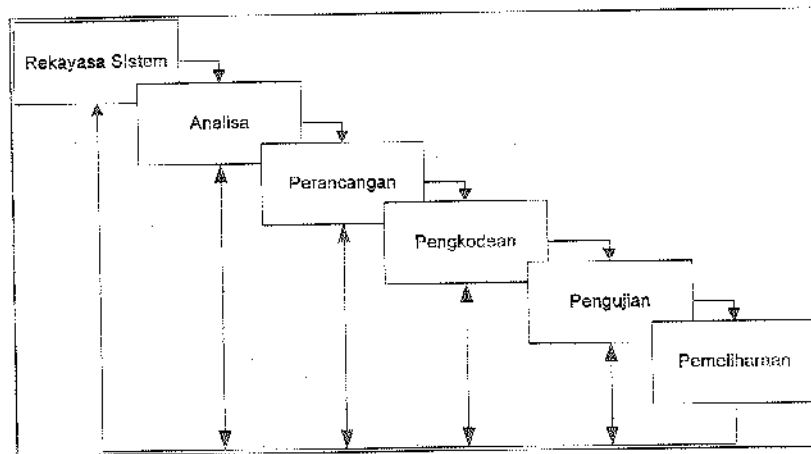 Rekayasa Sistem
Analisa
Perancangan
Pengkodean
Pengujian
Pemeliharaan